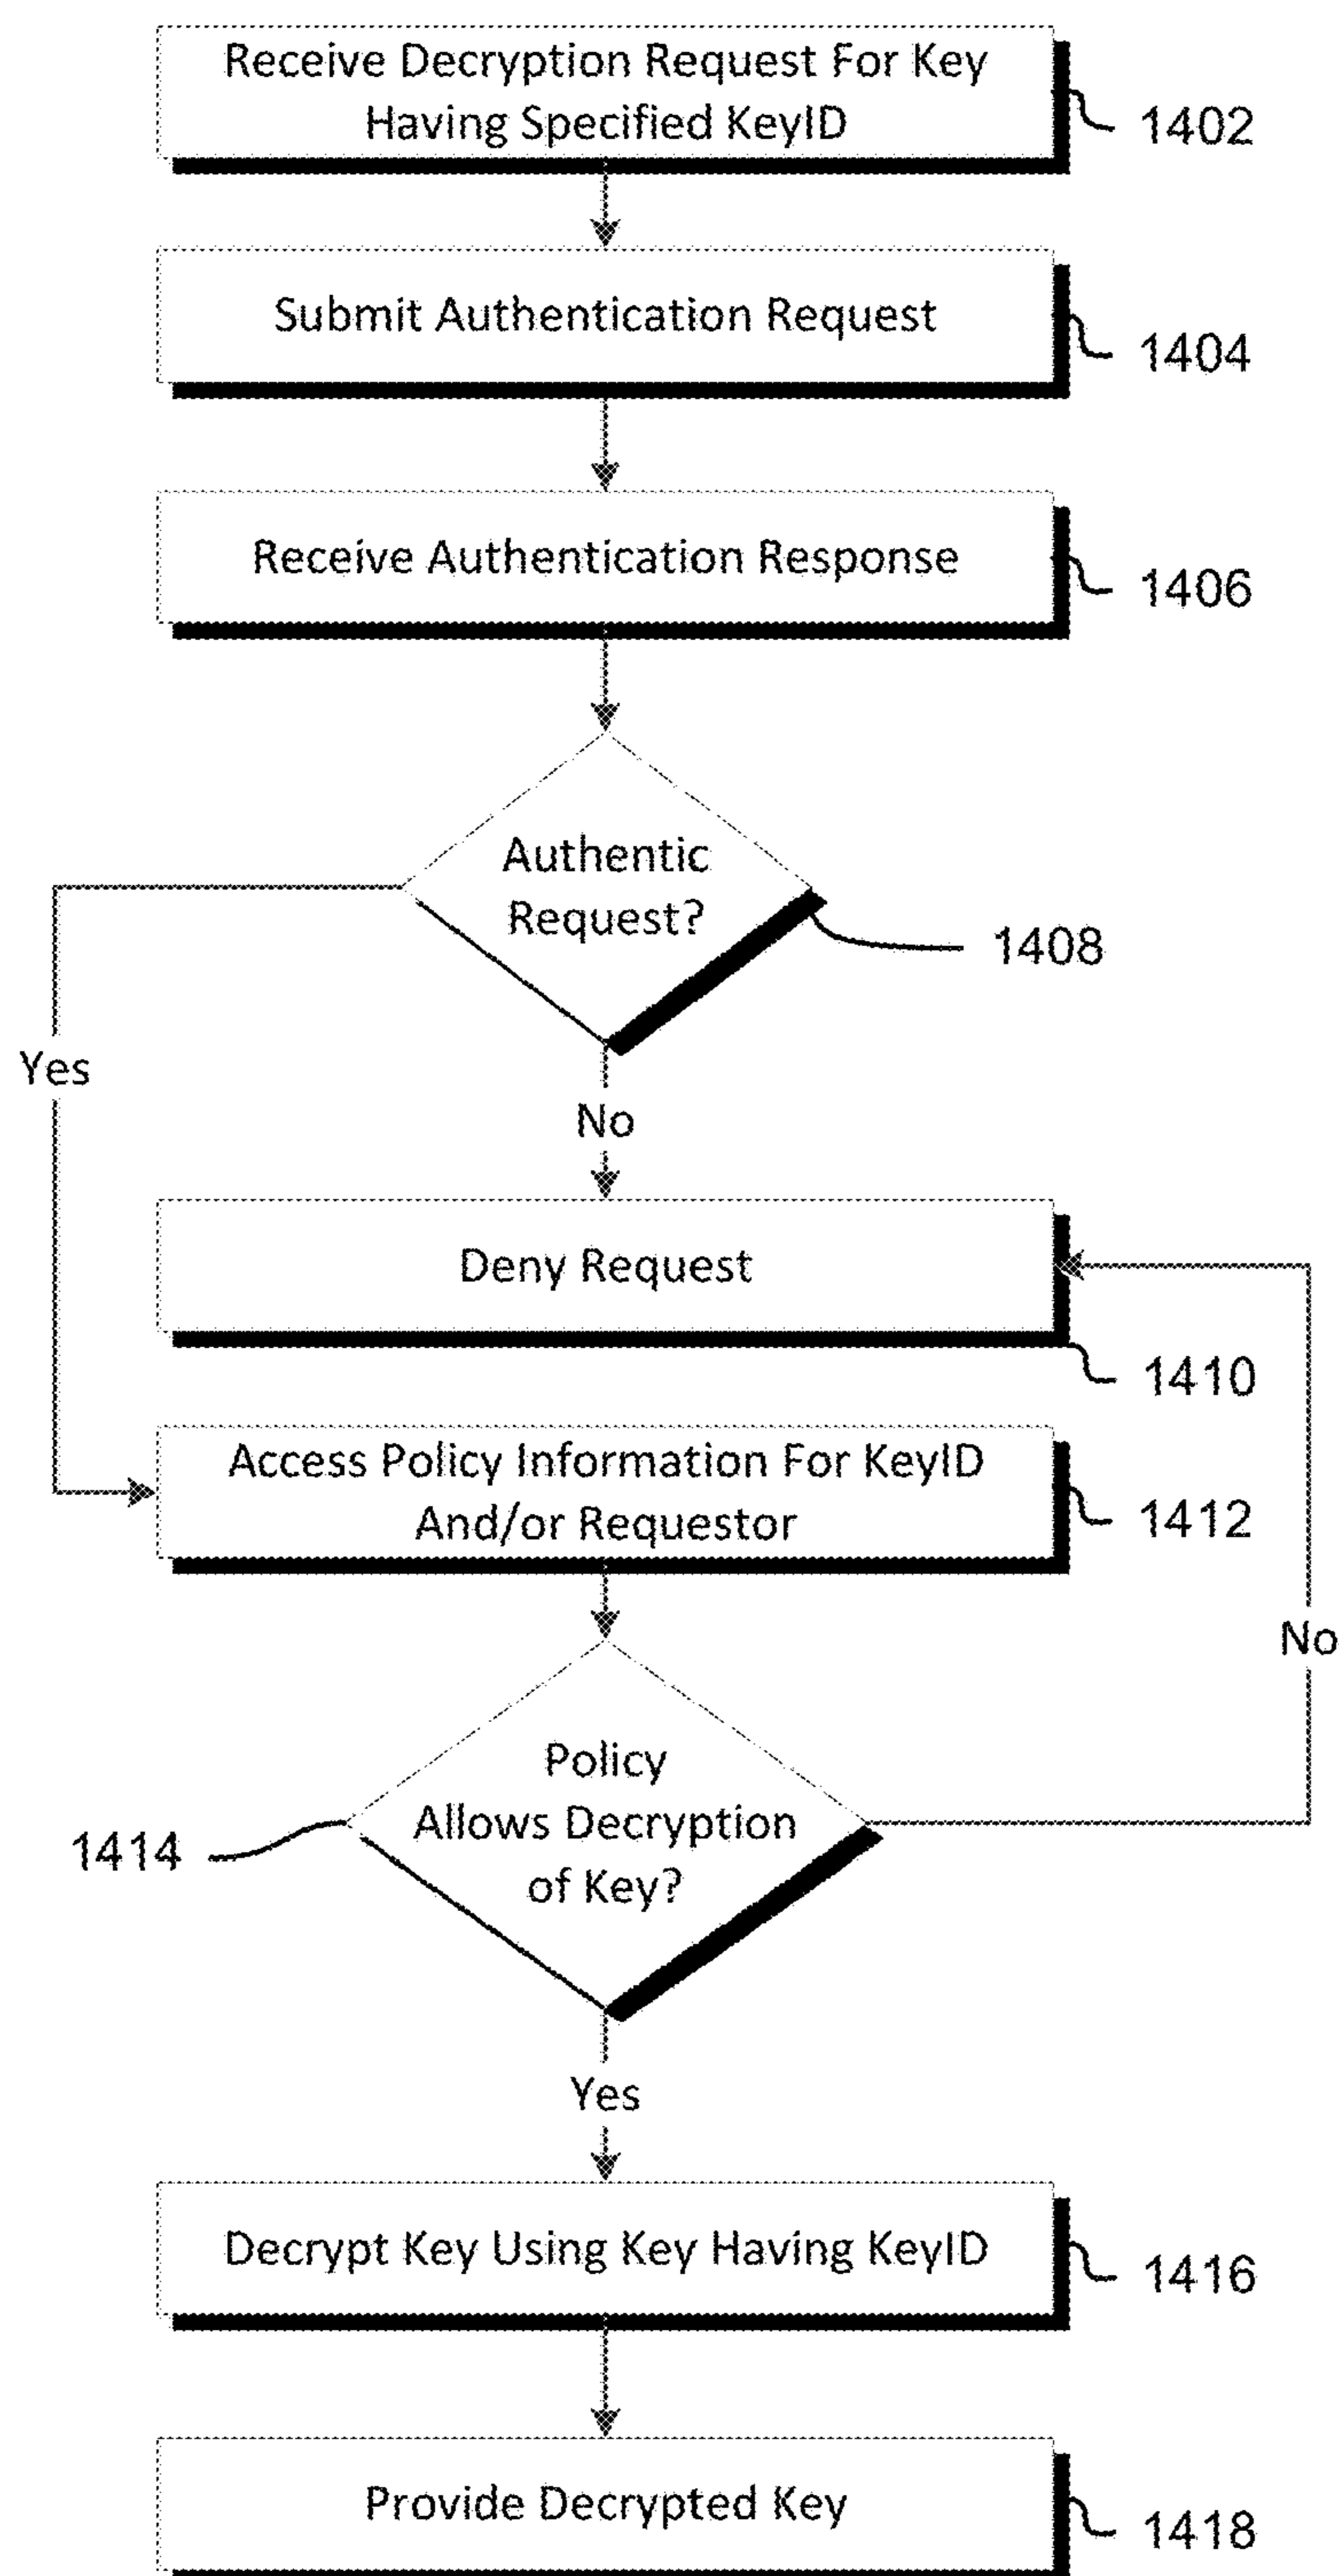 Receive Decryption Request For Key
Having Specified KeyID
1402
Submit Authentication Request
1404
Receive Authentication Response
1406
Authentic
Request?
1408
Yes
No
Deny Request
1410
Access Policy Information For KeyID
And/or Requestor
1412
No
Policy
Allows Decryption
of Key?
1414
Yes
Decrypt Key Using Key Having KeyID
1416
Provide Decrypted Key
1418